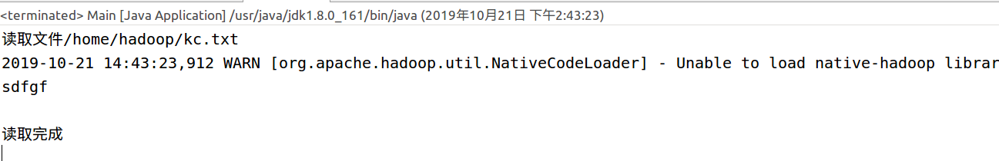 <terminated> Main [Java Application] /usr/java/jdk1.8.0_161/bin/java (2019年10月21日 下午2:43:23)
读取文件/home/hadoop/kc.txt
2019-10-21 14:43:23,912 WARN [org.apache.hadoop.util.NativeCodeLoader] - Unable to load native-hadoop librar
sdfgf
读取完成